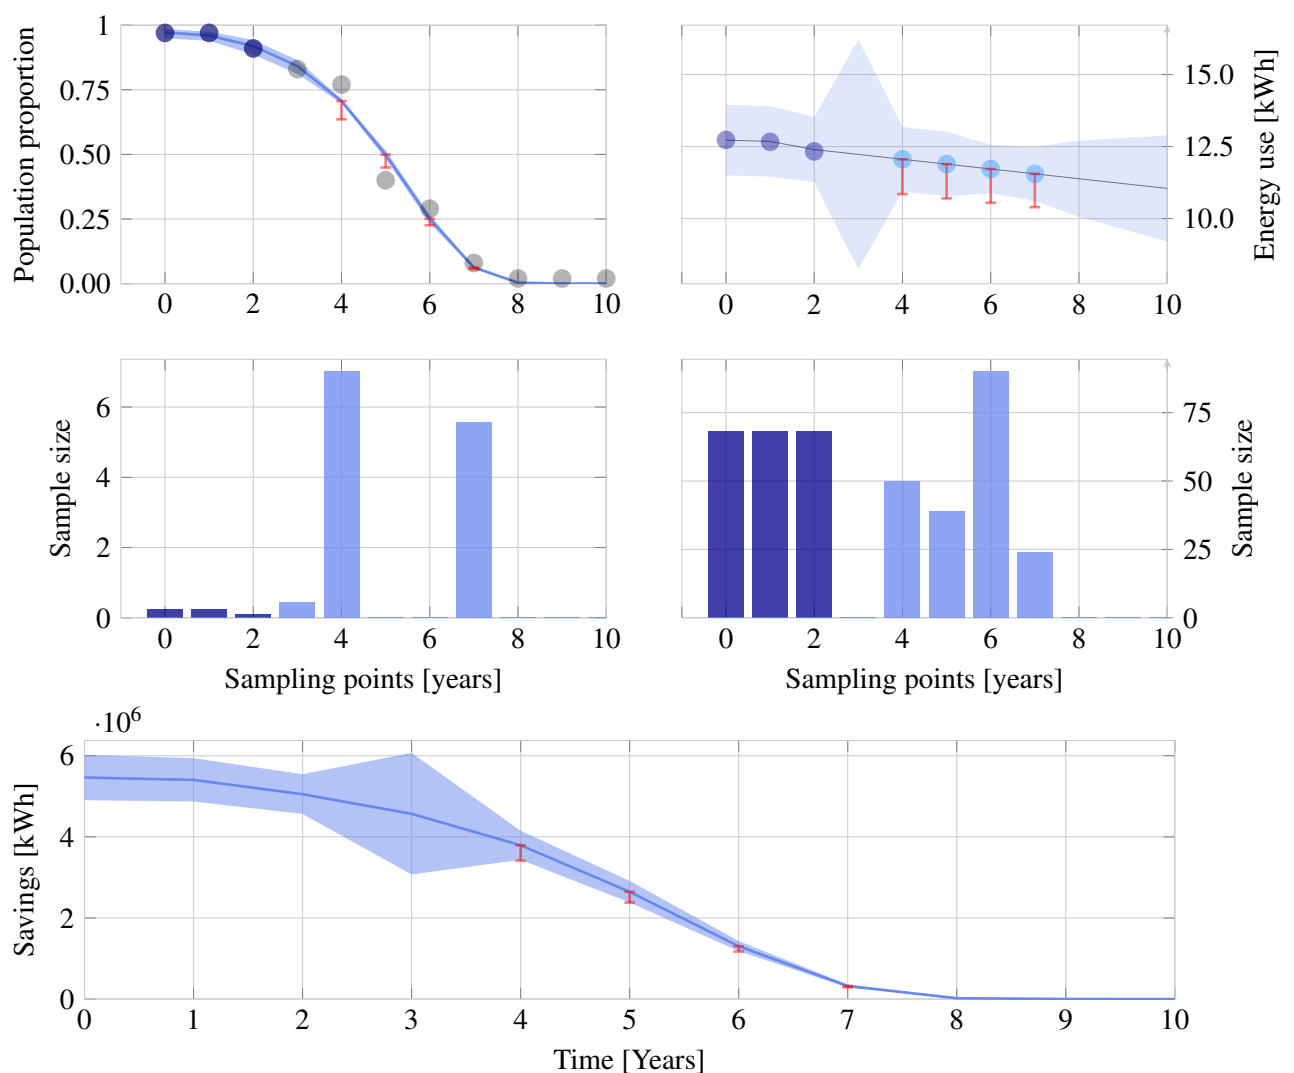 Population proportion
1
0.75
0.50
0.25
0.00
0 2 4 6 8 10
Energy use [kWh]
15.0
12.5
10.0
0 2 4 6 8 10
Sample size
6
4
2
0
0 2 4 6 8 10
Sampling points [years]
Sample size
75
50
25
0
0 2 4 6 8 10
Sampling points [years]
·10⁶
Savings [kWh]
6
4
2
0
0 1 2 3 4 5 6 7 8 9 10
Time [Years]